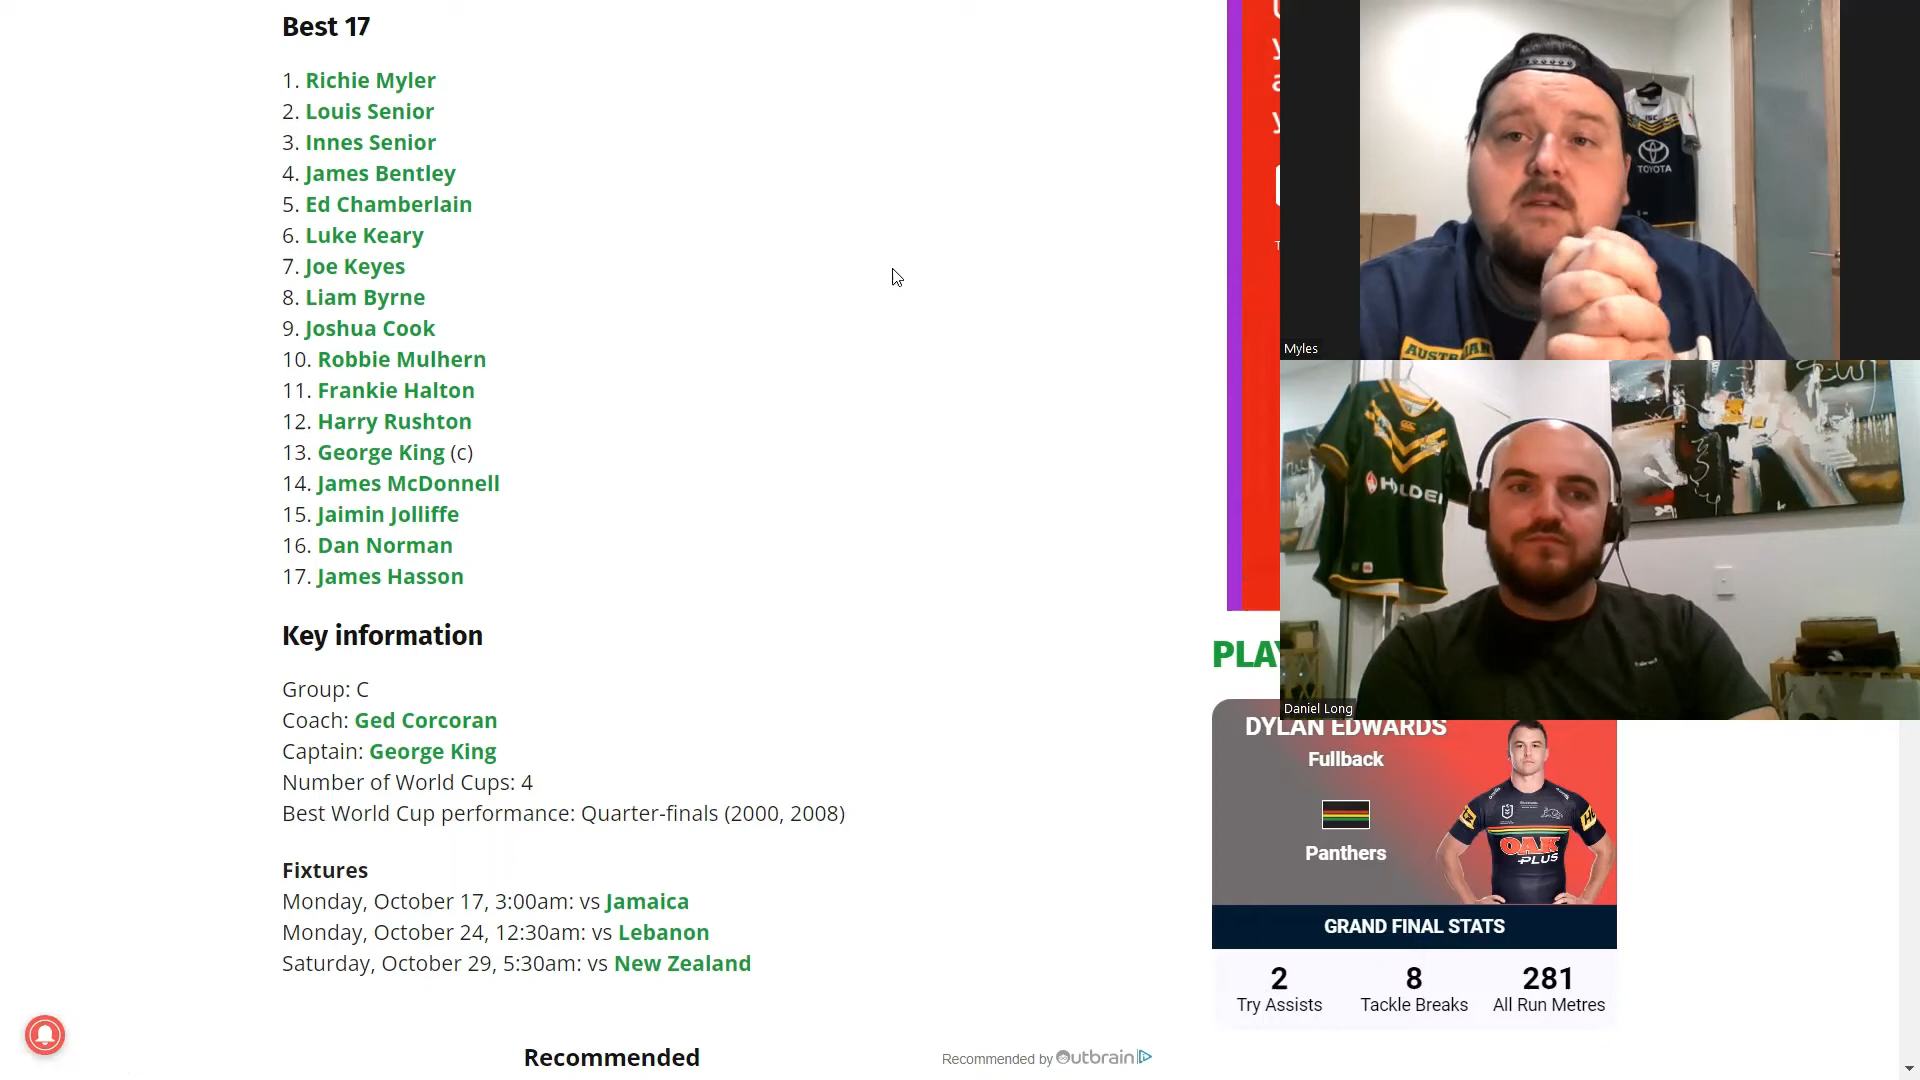 Best 17
1. Richie Myler
2. Louis Senior
3. Innes Senior
4. James Bentley
5. Ed Chamberlain
6. Luke Keary
7. Joe Keyes
8. Liam Byrne
9. Joshua Cook
10. Robbie Mulhern
11. Frankie Halton
12. Harry Rushton
13. George King (c)
14. James McDonnell
15. Jaimin Jolliffe
16. Dan Norman
17. James Hasson
Key information
Group: C
Coach: Ged Corcoran
Captain: George King
Number of World Cups: 4
Best World Cup performance: Quarter-finals (2000, 2008)
Fixtures
Monday, October 17, 3:00am: vs Jamaica
Monday, October 24, 12:30am: vs Lebanon
Saturday, October 29, 5:30am: vs New Zealand
Recommended
Recommended by Outbrain
ISC
TOYOTA
Myles
Daniel Long
PLA
DYLAN EDWARDS
Fullback
Panthers
OAK
PLUS
GRAND FINAL STATS
2
Try Assists
8
Tackle Breaks
281
All Run Metres